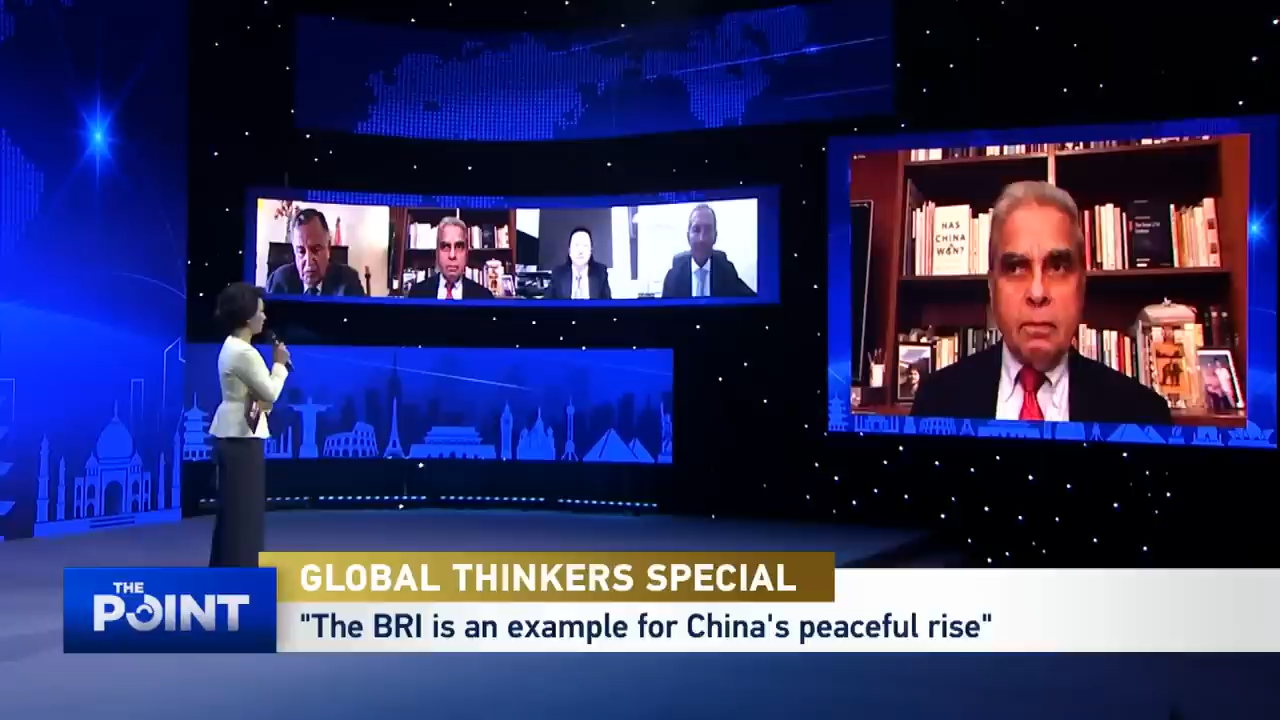 HAS
CHINA
WON?
THE
POINT
GLOBAL THINKERS SPECIAL
"The BRI is an example for China's peaceful rise"